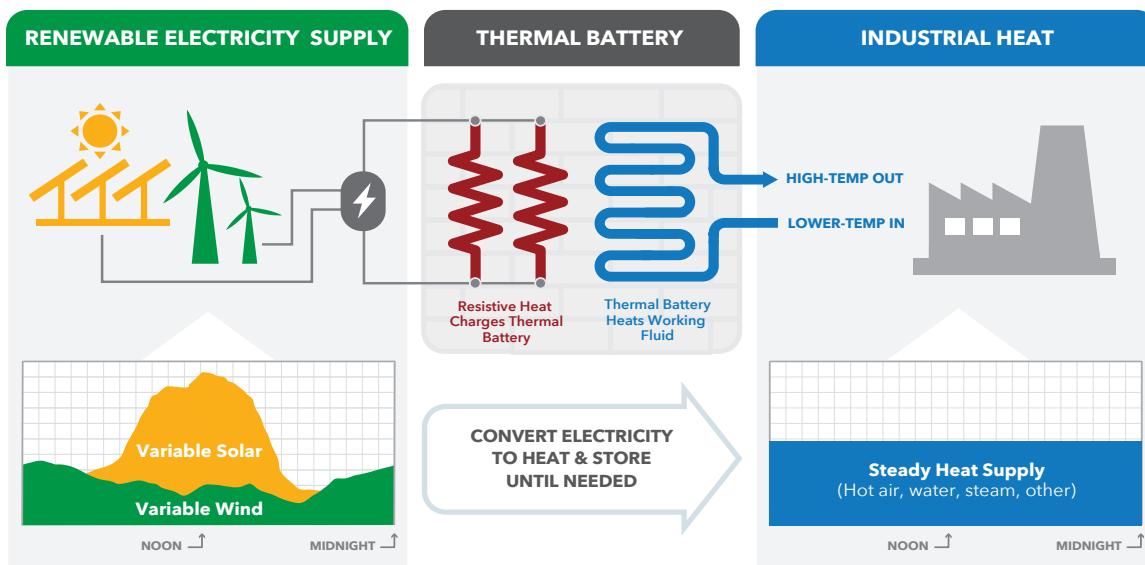 RENEWABLE ELECTRICITY SUPPLY
THERMAL BATTERY
INDUSTRIAL HEAT
HIGH-TEMP OUT
LOWER-TEMP IN
Resistive Heat
Charges Thermal
Battery
Thermal Battery
Heats Working
Fluid
Variable Solar
Variable Wind
NOON
MIDNIGHT
CONVERT ELECTRICITY
TO HEAT & STORE
UNTIL NEEDED
Steady Heat Supply
(Hot air, water, steam, other)
NOON
MIDNIGHT